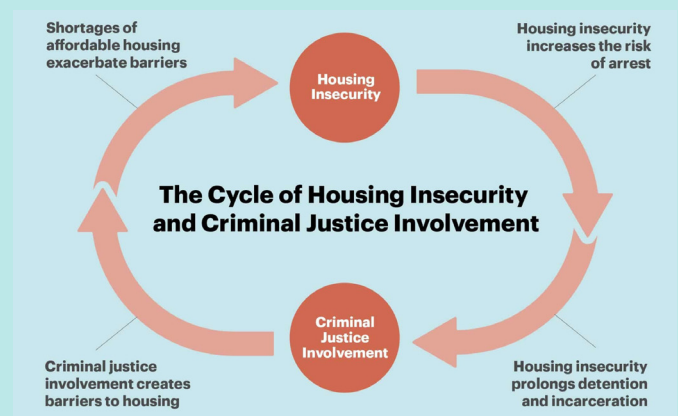 Shortages of
affordable housing
exacerbate barriers
Housing
Insecurity
Housing insecurity
increases the risk
of arrest
The Cycle of Housing Insecurity
and Criminal Justice Involvement
Criminal justice
involvement creates
barriers to housing
Criminal
Justice
Involvement
Housing insecurity
prolongs detention
and incarceration